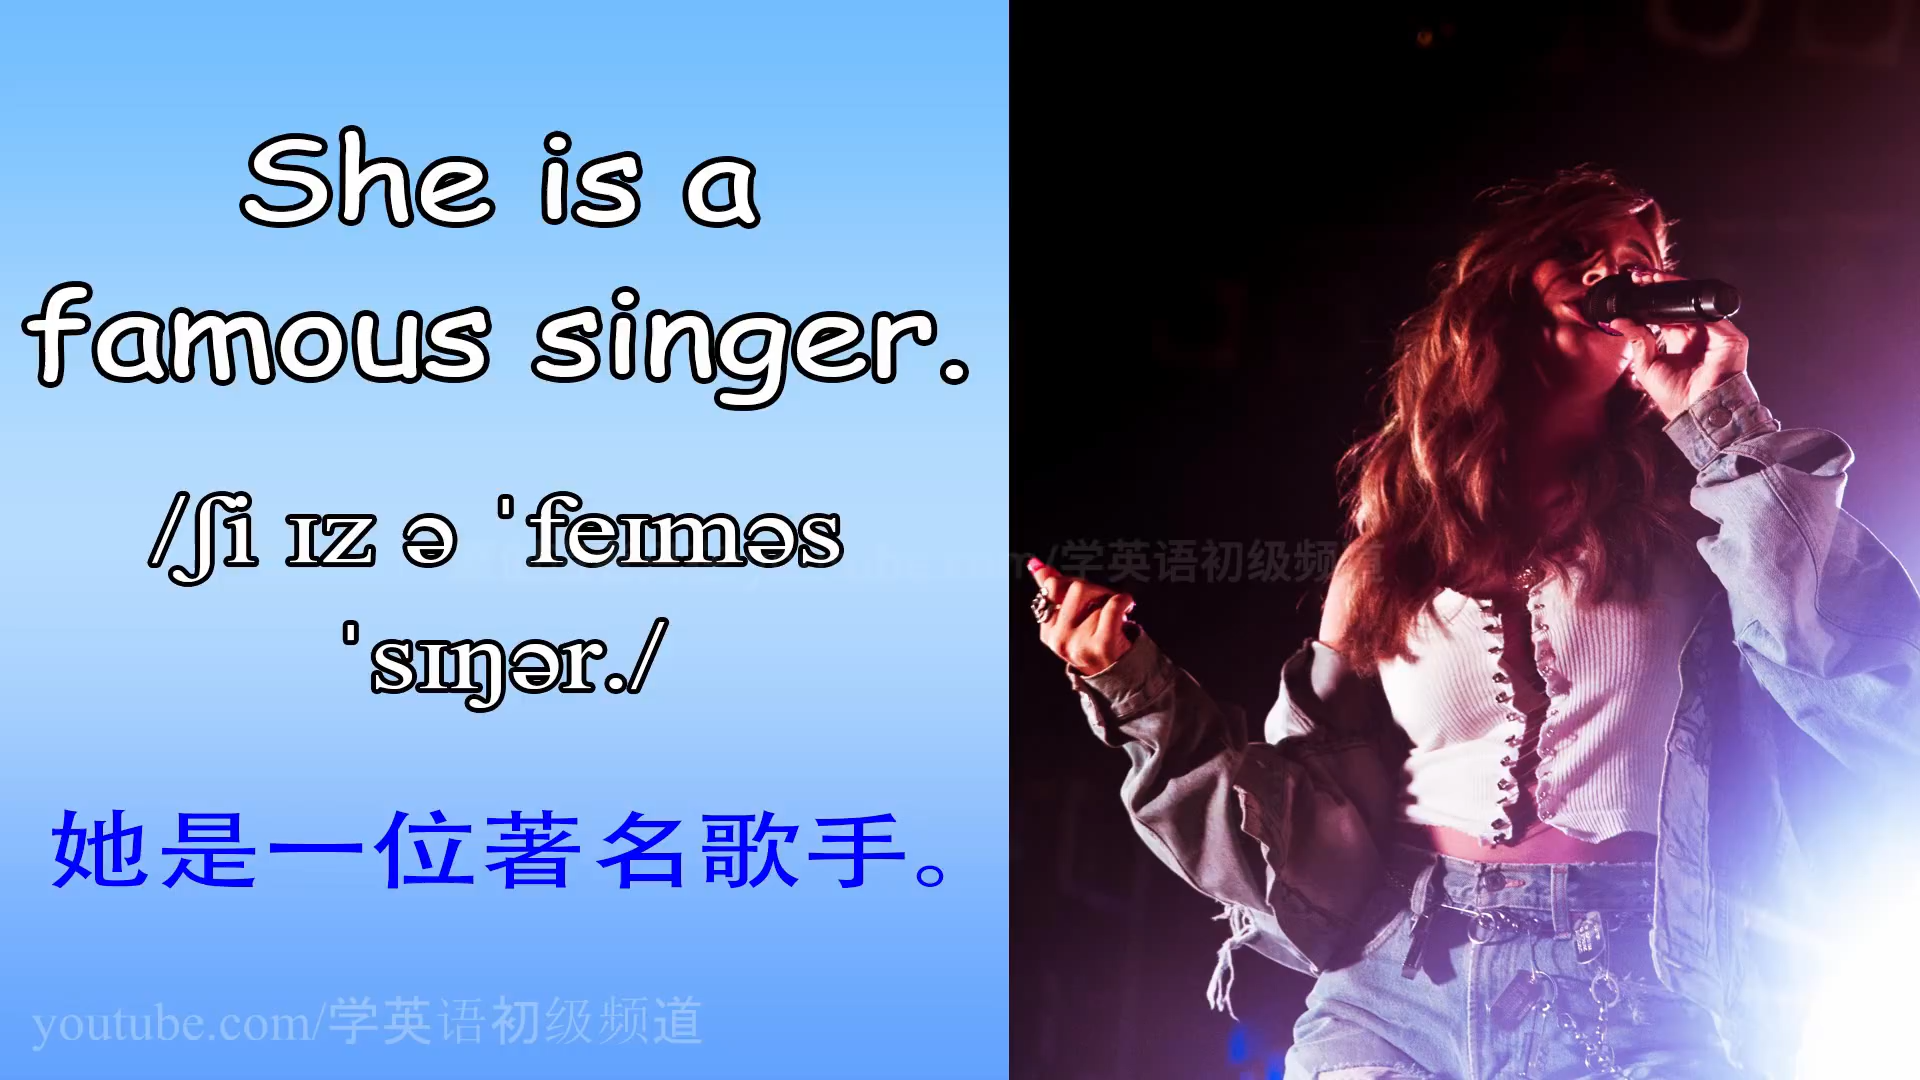 She is a
famous singer.
/ʃi ɪz ə ˈfeɪməs
ˈsɪŋər./
她是一位著名歌手。
youtube.com/学英语初级频道